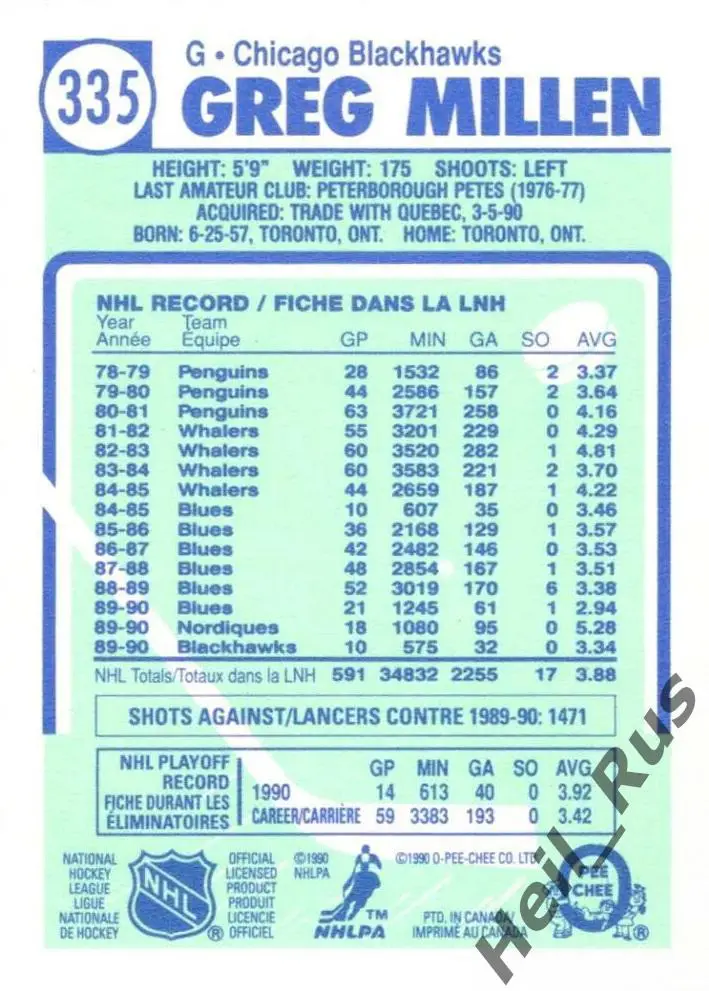 335
G • Chicago Blackhawks
GREG MILLEN
HEIGHT: 5'9" WEIGHT: 175 SHOOTS: LEFT
LAST AMATEUR CLUB: PETERBOROUGH PETES (1976-77)
ACQUIRED: TRADE WITH QUEBEC, 3-5-90
BORN: 6-25-57, TORONTO, ONT. HOME: TORONTO, ONT.
NHL RECORD / FICHE DANS LA LNH
Year Team
Année Équipe GP MIN GA SO AVG
78-79 Penguins 28 1532 86 2 3.37
79-80 Penguins 44 2586 157 2 3.64
80-81 Penguins 63 3721 258 0 4.16
81-82 Whalers 55 3201 229 0 4.29
82-83 Whalers 60 3520 282 1 4.81
83-84 Whalers 60 3583 221 2 3.70
84-85 Whalers 44 2659 187 1 4.22
84-85 Blues 10 607 35 0 3.46
85-86 Blues 36 2168 129 1 3.57
86-87 Blues 42 2482 146 0 3.53
87-88 Blues 48 2854 167 1 3.51
88-89 Blues 52 3019 170 6 3.38
89-90 Blues 21 1245 61 1 2.94
89-90 Nordiques 18 1080 95 0 5.28
89-90 Blackhawks 10 575 32 0 3.34
NHL Totals/Totaux dans la LNH 591 34832 2255 17 3.88
SHOTS AGAINST/LANCERS CONTRE 1989-90: 1471
NHL PLAYOFF
RECORD
FICHE DURANT LES
ÉLIMINATOIRES
GP MIN GA SO AVG
1990 14 613 40 0 3.92
CAREER/CARRIÈRE 59 3383 193 0 3.42
NATIONAL
HOCKEY
LEAGUE
LIGUE
NATIONALE
DE HOCKEY
NHL
®
OFFICIAL
LICENSED
PRODUCT
PRODUIT
LICENCIE
OFFICIEL
©1990
NHLPA
TM
NHLPA
©1990 O-PEE-CHEE CO. LTD.
PTD. IN CANADA/
IMPRIMÉ AU CANADA
O
PEE
CHEE
®
Heil_Rus